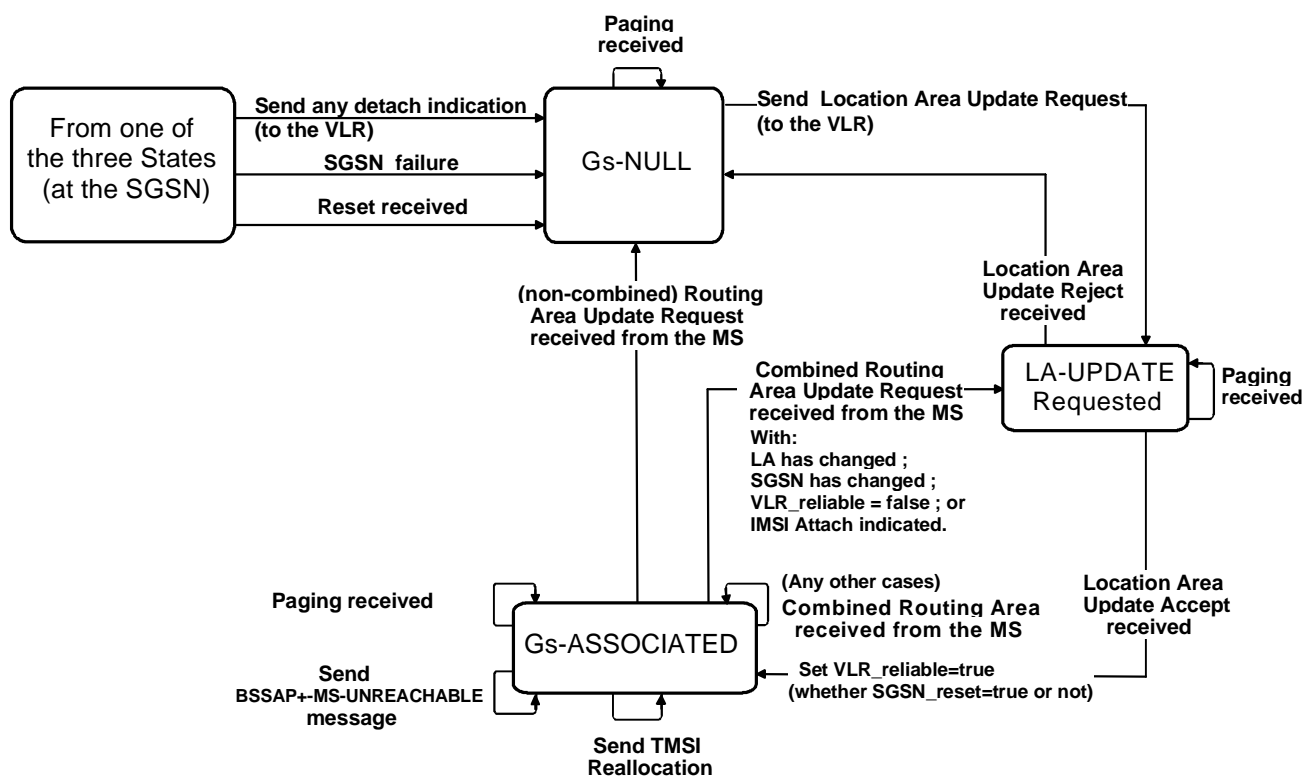 Paging
received
From one of
the three States
(at the SGSN)
Send any detach indication
(to the VLR)
SGSN failure
Reset received
Gs-NULL
Send Location Area Update Request
(to the VLR)
(non-combined) Routing
Area Update Request
received from the MS
Location Area
Update Reject
received
Combined Routing
Area Update Request
received from the MS
With:
LA has changed ;
SGSN has changed ;
VLR_reliable = false ; or
IMSI Attach indicated.
LA-UPDATE
Requested
Paging
received
Paging received
Gs-ASSOCIATED
(Any other cases)
Combined Routing Area
received from the MS
Location Area
Update Accept
received
Set VLR_reliable=true
(whether SGSN_reset=true or not)
Send
BSSAP+-MS-UNREACHABLE
message
Send TMSI
Reallocation